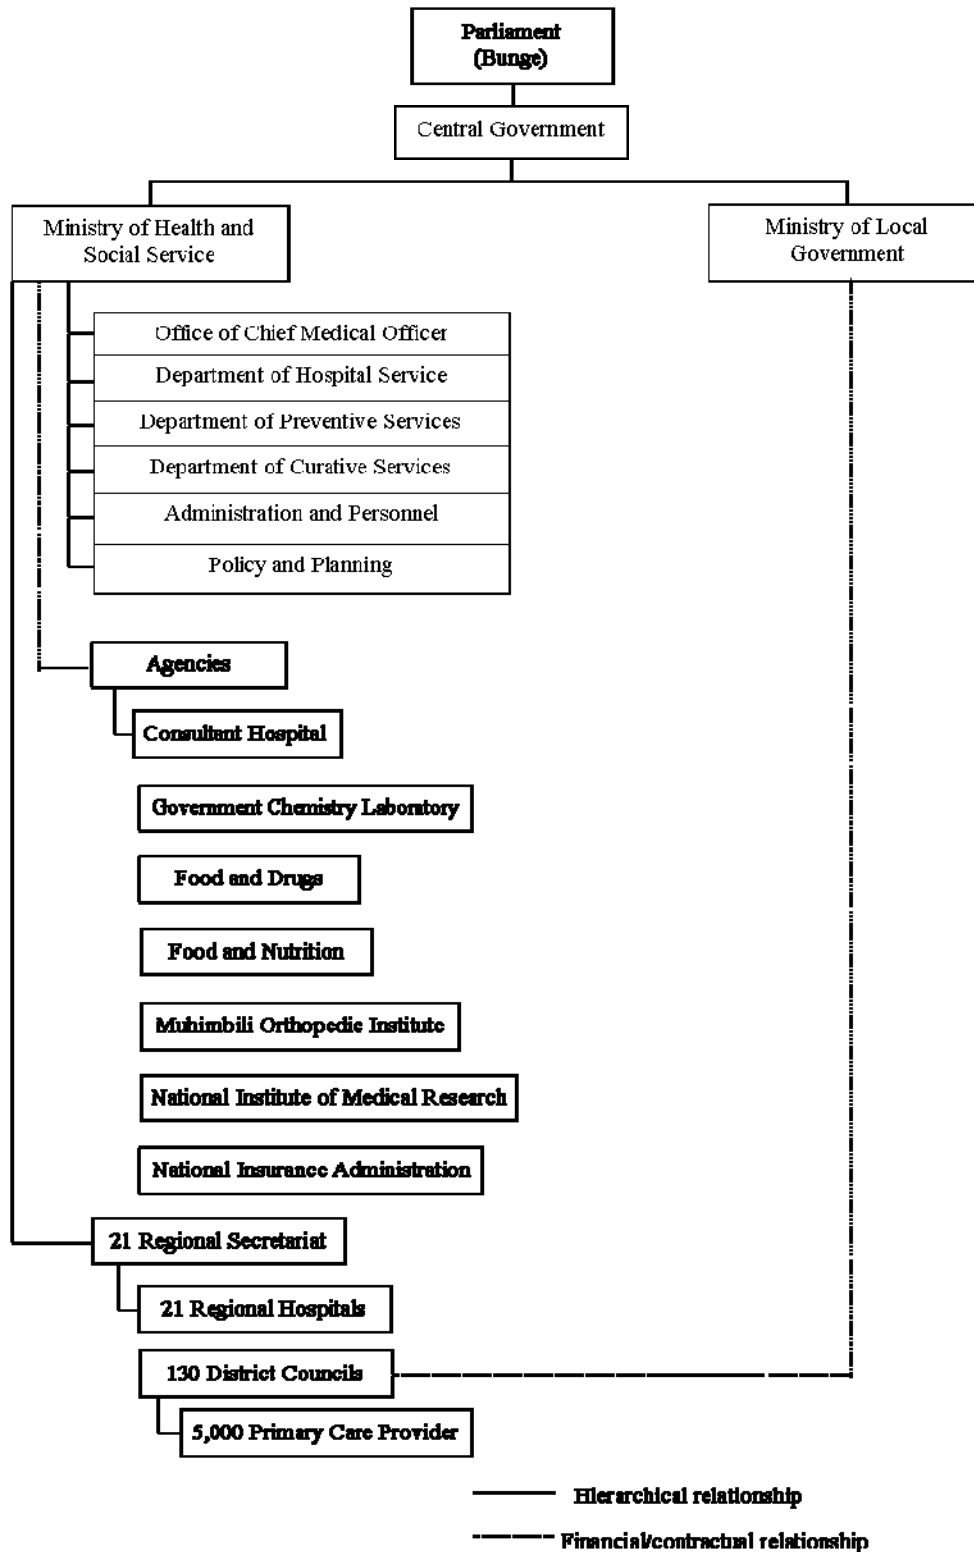 Parliament
(Bunge)
Central Government
Ministry of Health and
Social Service
Ministry of Local
Government
Office of Chief Medical Officer
Department of Hospital Service
Department of Preventive Services
Department of Curative Services
Administration and Personnel
Policy and Planning
Agencies
Consultant Hospital
Government Chemistry Laboratory
Food and Drugs
Food and Nutrition
Muhimbili Orthopedic Institute
National Institute of Medical Research
National Insurance Administration
21 Regional Secretariat
21 Regional Hospitals
130 District Councils
5,000 Primary Care Provider
Hierarchical relationship
Financial/contractual relationship